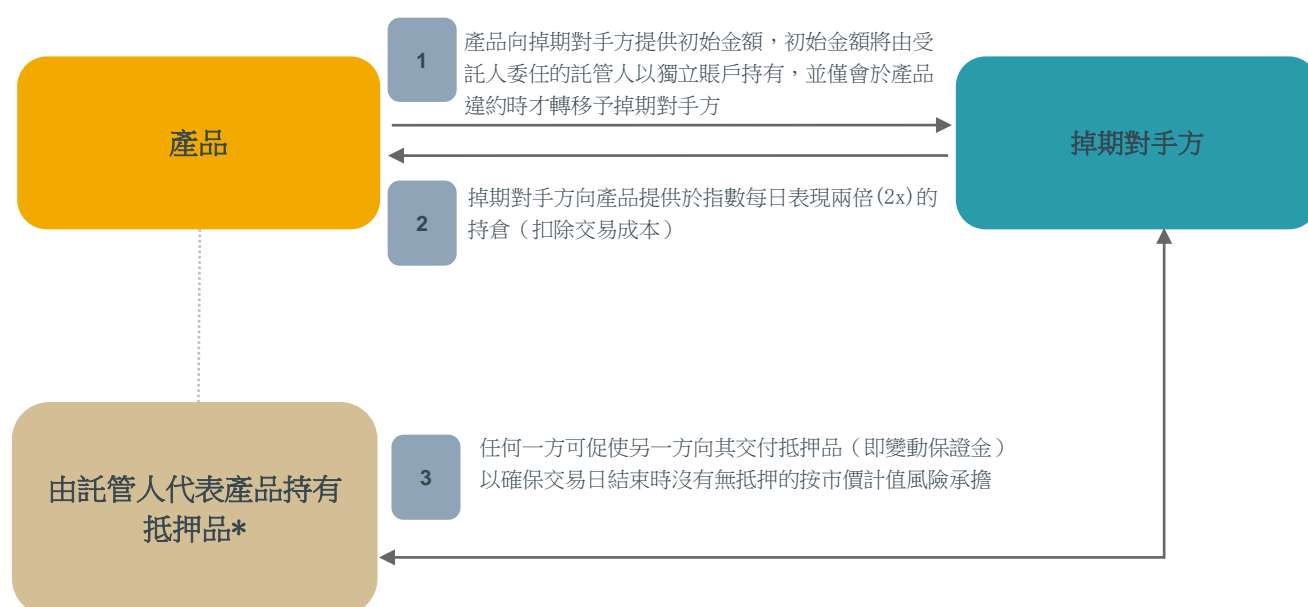 1
產品向掉期對手方提供初始金額，初始金額將由受
託人委任的託管人以獨立賬戶持有，並僅會於產品
違約時才轉移予掉期對手方
產品
掉期對手方
2
掉期對手方向產品提供於指數每日表現兩倍(2x)的
持倉（扣除交易成本）
由託管人代表產品持有
抵押品*
3
任何一方可促使另一方向其交付抵押品（即變動保證金）
以確保交易日結束時沒有無抵押的按市價計值風險承擔